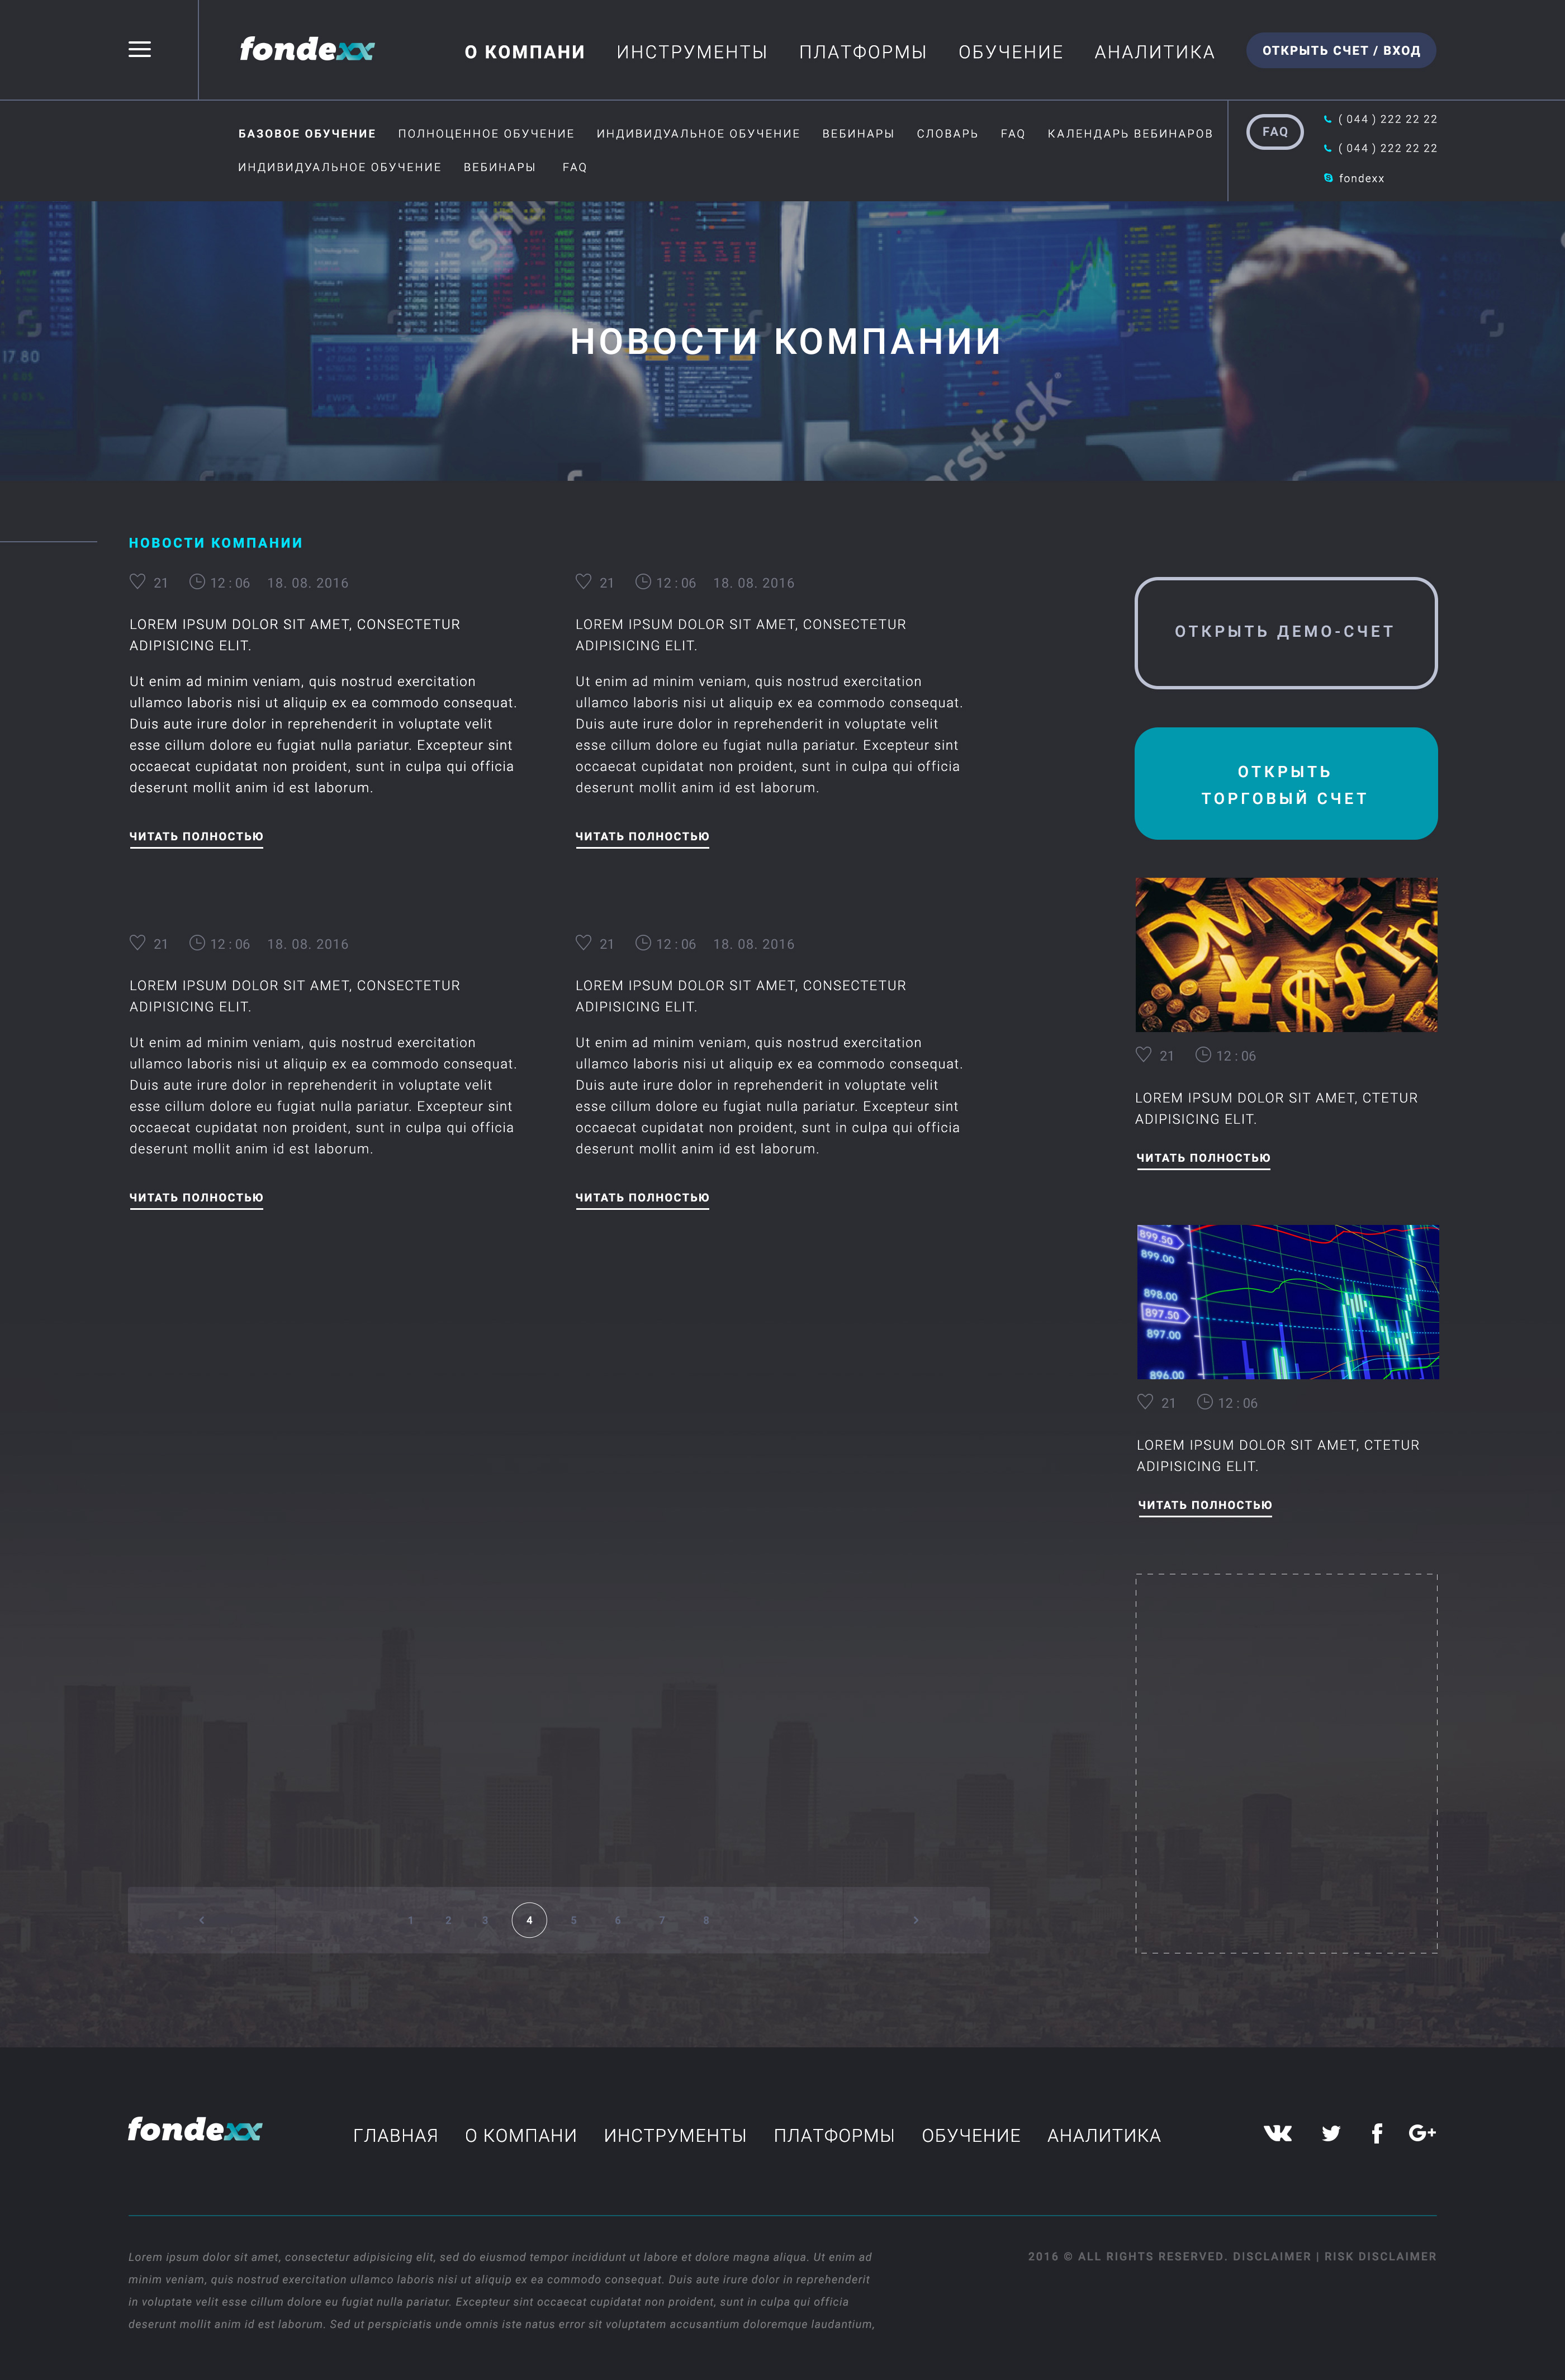 fondexx
О КОМПАНИ ИНСТРУМЕНТЫ ПЛАТФОРМЫ ОБУЧЕНИЕ АНАЛИТИКА
ОТКРЫТЬ СЧЕТ / ВХОД
БАЗОВОЕ ОБУЧЕНИЕ ПОЛНОЦЕННОЕ ОБУЧЕНИЕ ИНДИВИДУАЛЬНОЕ ОБУЧЕНИЕ ВЕБИНАРЫ СЛОВАРЬ FAQ КАЛЕНДАРЬ ВЕБИНАРОВ
ИНДИВИДУАЛЬНОЕ ОБУЧЕНИЕ ВЕБИНАРЫ FAQ
FAQ
( 044 ) 222 22 22
( 044 ) 222 22 22
fondexx
НОВОСТИ КОМПАНИИ
НОВОСТИ КОМПАНИИ
21 12 : 06 18. 08. 2016
LOREM IPSUM DOLOR SIT AMET, CONSECTETUR
ADIPISICING ELIT.
Ut enim ad minim veniam, quis nostrud exercitation
ullamco laboris nisi ut aliquip ex ea commodo consequat.
Duis aute irure dolor in reprehenderit in voluptate velit
esse cillum dolore eu fugiat nulla pariatur. Excepteur sint
occaecat cupidatat non proident, sunt in culpa qui officia
deserunt mollit anim id est laborum.
ЧИТАТЬ ПОЛНОСТЬЮ
21 12 : 06 18. 08. 2016
LOREM IPSUM DOLOR SIT AMET, CONSECTETUR
ADIPISICING ELIT.
Ut enim ad minim veniam, quis nostrud exercitation
ullamco laboris nisi ut aliquip ex ea commodo consequat.
Duis aute irure dolor in reprehenderit in voluptate velit
esse cillum dolore eu fugiat nulla pariatur. Excepteur sint
occaecat cupidatat non proident, sunt in culpa qui officia
deserunt mollit anim id est laborum.
ЧИТАТЬ ПОЛНОСТЬЮ
21 12 : 06 18. 08. 2016
LOREM IPSUM DOLOR SIT AMET, CONSECTETUR
ADIPISICING ELIT.
Ut enim ad minim veniam, quis nostrud exercitation
ullamco laboris nisi ut aliquip ex ea commodo consequat.
Duis aute irure dolor in reprehenderit in voluptate velit
esse cillum dolore eu fugiat nulla pariatur. Excepteur sint
occaecat cupidatat non proident, sunt in culpa qui officia
deserunt mollit anim id est laborum.
ЧИТАТЬ ПОЛНОСТЬЮ
21 12 : 06 18. 08. 2016
LOREM IPSUM DOLOR SIT AMET, CONSECTETUR
ADIPISICING ELIT.
Ut enim ad minim veniam, quis nostrud exercitation
ullamco laboris nisi ut aliquip ex ea commodo consequat.
Duis aute irure dolor in reprehenderit in voluptate velit
esse cillum dolore eu fugiat nulla pariatur. Excepteur sint
occaecat cupidatat non proident, sunt in culpa qui officia
deserunt mollit anim id est laborum.
ЧИТАТЬ ПОЛНОСТЬЮ
ОТКРЫТЬ ДЕМО-СЧЕТ
ОТКРЫТЬ
ТОРГОВЫЙ СЧЕТ
DM ¥ $ £ Fr
21 12 : 06
LOREM IPSUM DOLOR SIT AMET, CTETUR
ADIPISICING ELIT.
ЧИТАТЬ ПОЛНОСТЬЮ
899.50
899.00
898.00
897.50
897.00
896.00
21 12 : 06
LOREM IPSUM DOLOR SIT AMET, CTETUR
ADIPISICING ELIT.
ЧИТАТЬ ПОЛНОСТЬЮ
‹ 1 2 3 4 5 6 7 8 ›
fondexx
ГЛАВНАЯ О КОМПАНИ ИНСТРУМЕНТЫ ПЛАТФОРМЫ ОБУЧЕНИЕ АНАЛИТИКА
Lorem ipsum dolor sit amet, consectetur adipisicing elit, sed do eiusmod tempor incididunt ut labore et dolore magna aliqua. Ut enim ad
minim veniam, quis nostrud exercitation ullamco laboris nisi ut aliquip ex ea commodo consequat. Duis aute irure dolor in reprehenderit
in voluptate velit esse cillum dolore eu fugiat nulla pariatur. Excepteur sint occaecat cupidatat non proident, sunt in culpa qui officia
deserunt mollit anim id est laborum. Sed ut perspiciatis unde omnis iste natus error sit voluptatem accusantium doloremque laudantium,
2016 © ALL RIGHTS RESERVED. DISCLAIMER | RISK DISCLAIMER